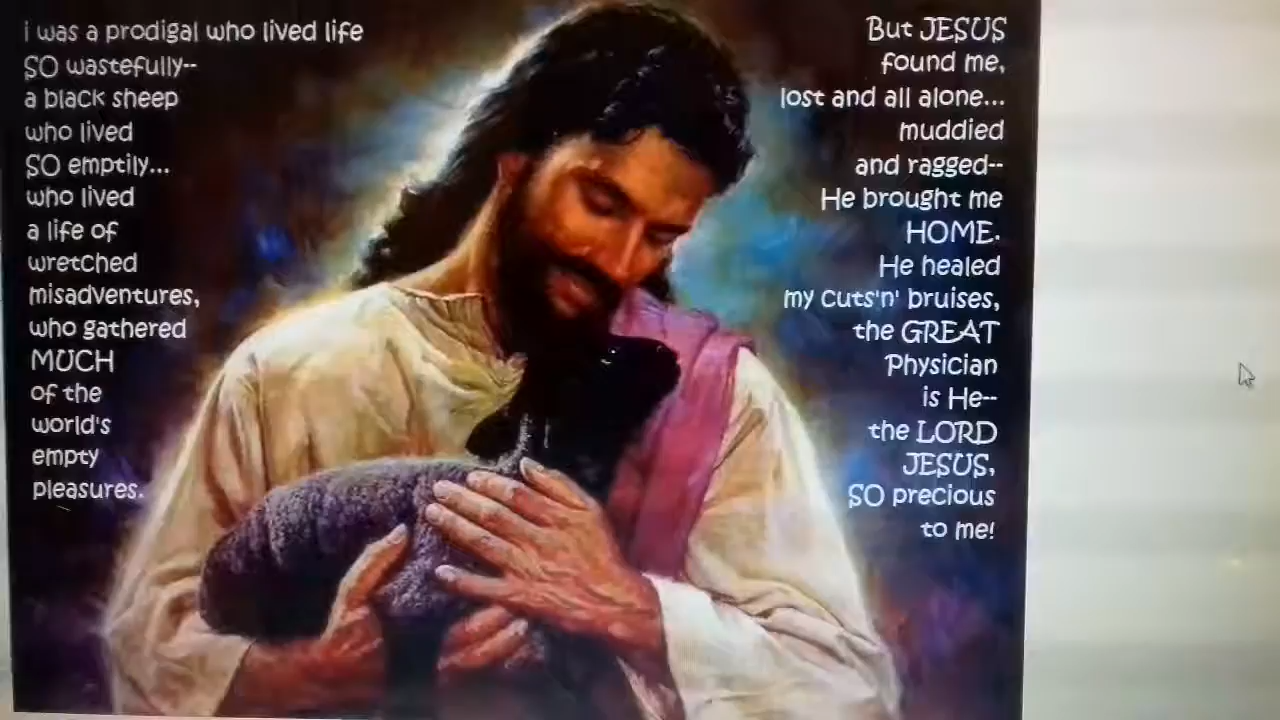 i was a prodigal who lived life
SO wastefully--
a black sheep
who lived
SO emptily...
who lived
a life of
wretched
misadventures,
who gathered
MUCH
of the
world's
empty
pleasures.
But JESUS
found me,
lost and all alone...
muddied
and ragged--
He brought me
HOME.
He healed
my cuts'n' bruises,
the GREAT
Physician
is He--
the LORD
JESUS,
SO precious
to me!